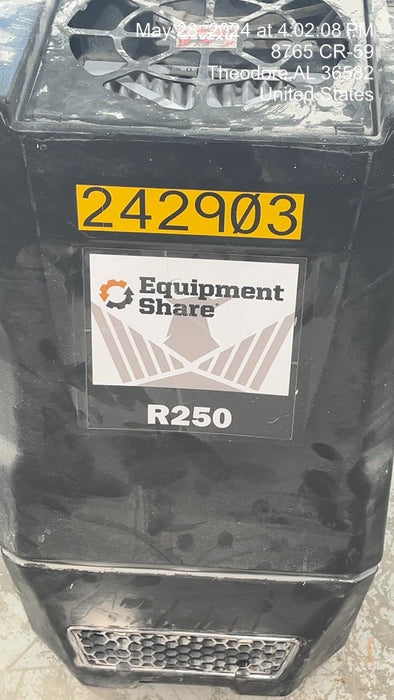 May 28, 2024 at 4:02:08 PM
8765 CR-59
Theodore AL 36582
United States
242903
Equipment
Share
R250